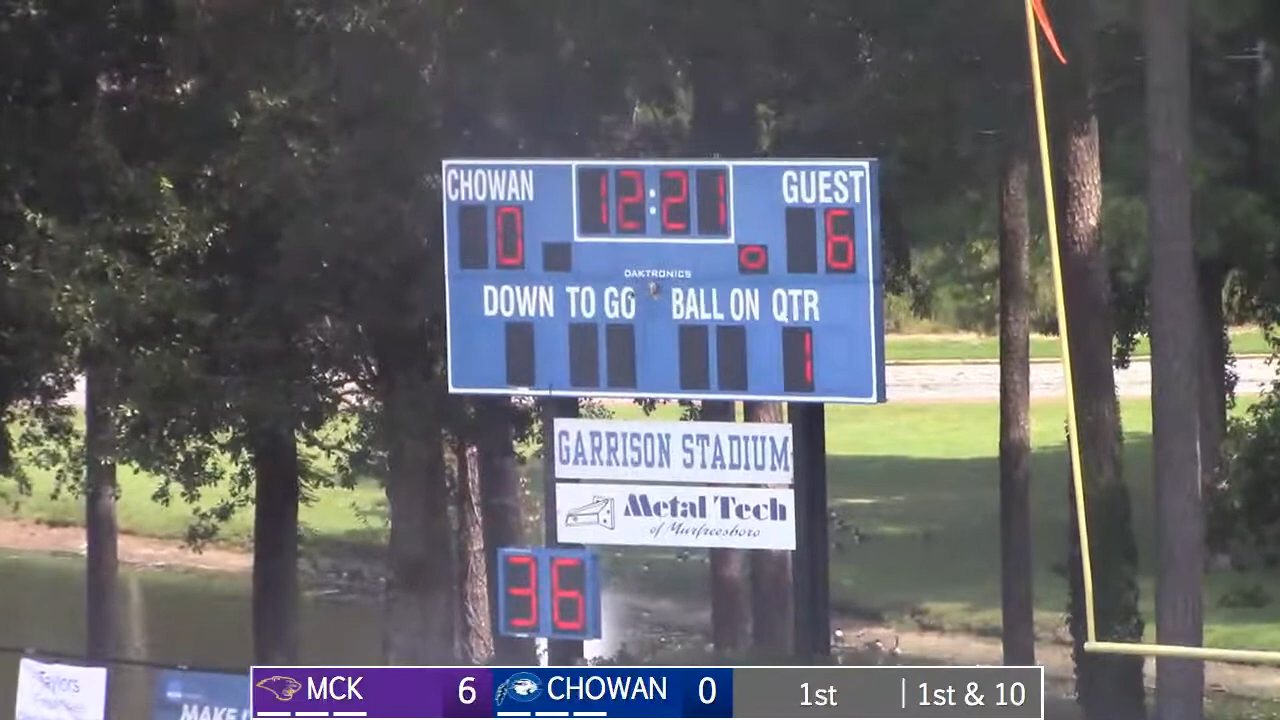 CHOWAN 12:21 GUEST
0 0 6
DAKTRONICS
DOWN TO GO BALL ON QTR
1
GARRISON STADIUM
Metal Tech
of Murfreesboro
36
MCK 6 CHOWAN 0 1st | 1st & 10